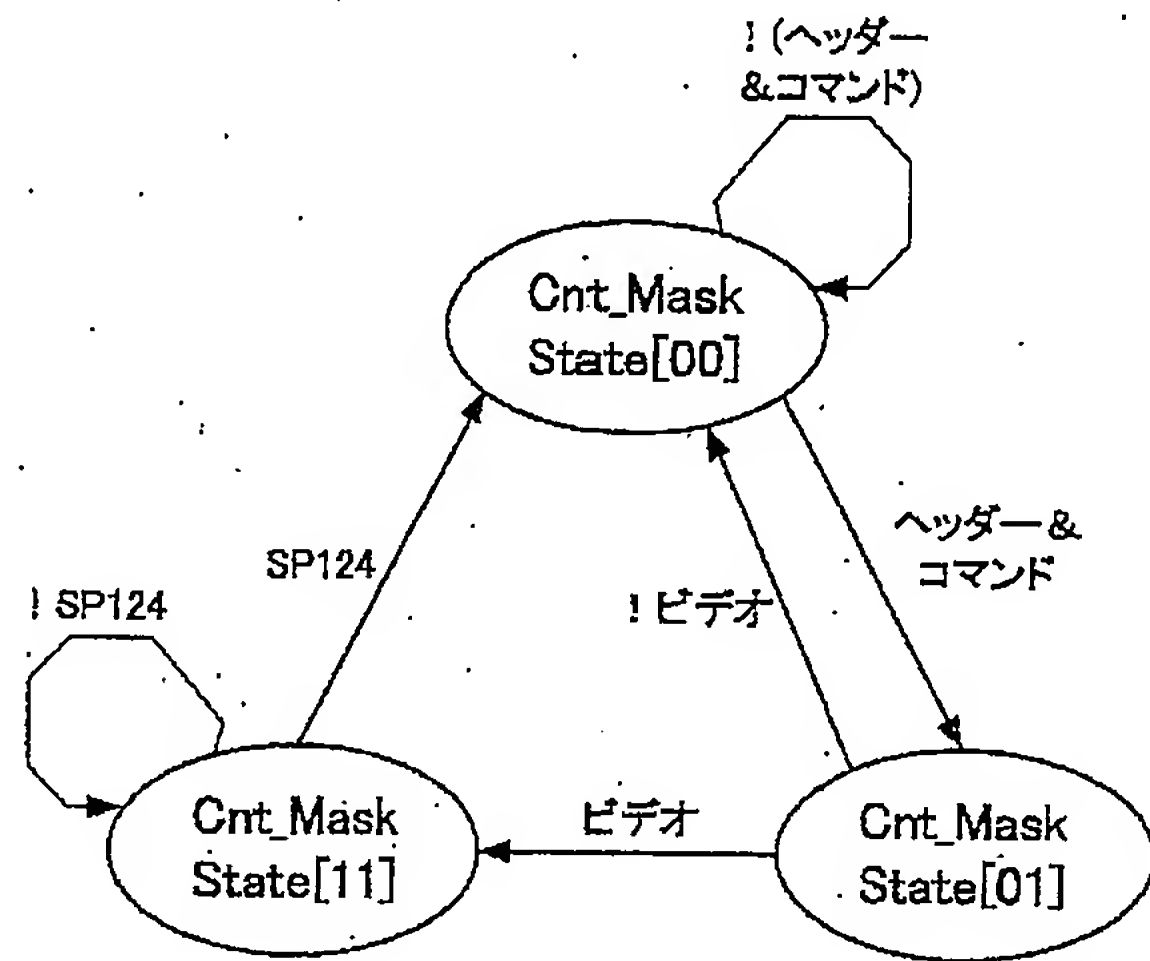 ! (ヘッダー
&コマンド)
Cnt_Mask
State[00]
ヘッダー&
コマンド
SP124
! ビデオ
! SP124
Cnt_Mask
State[11]
ビデオ
Cnt_Mask
State[01]